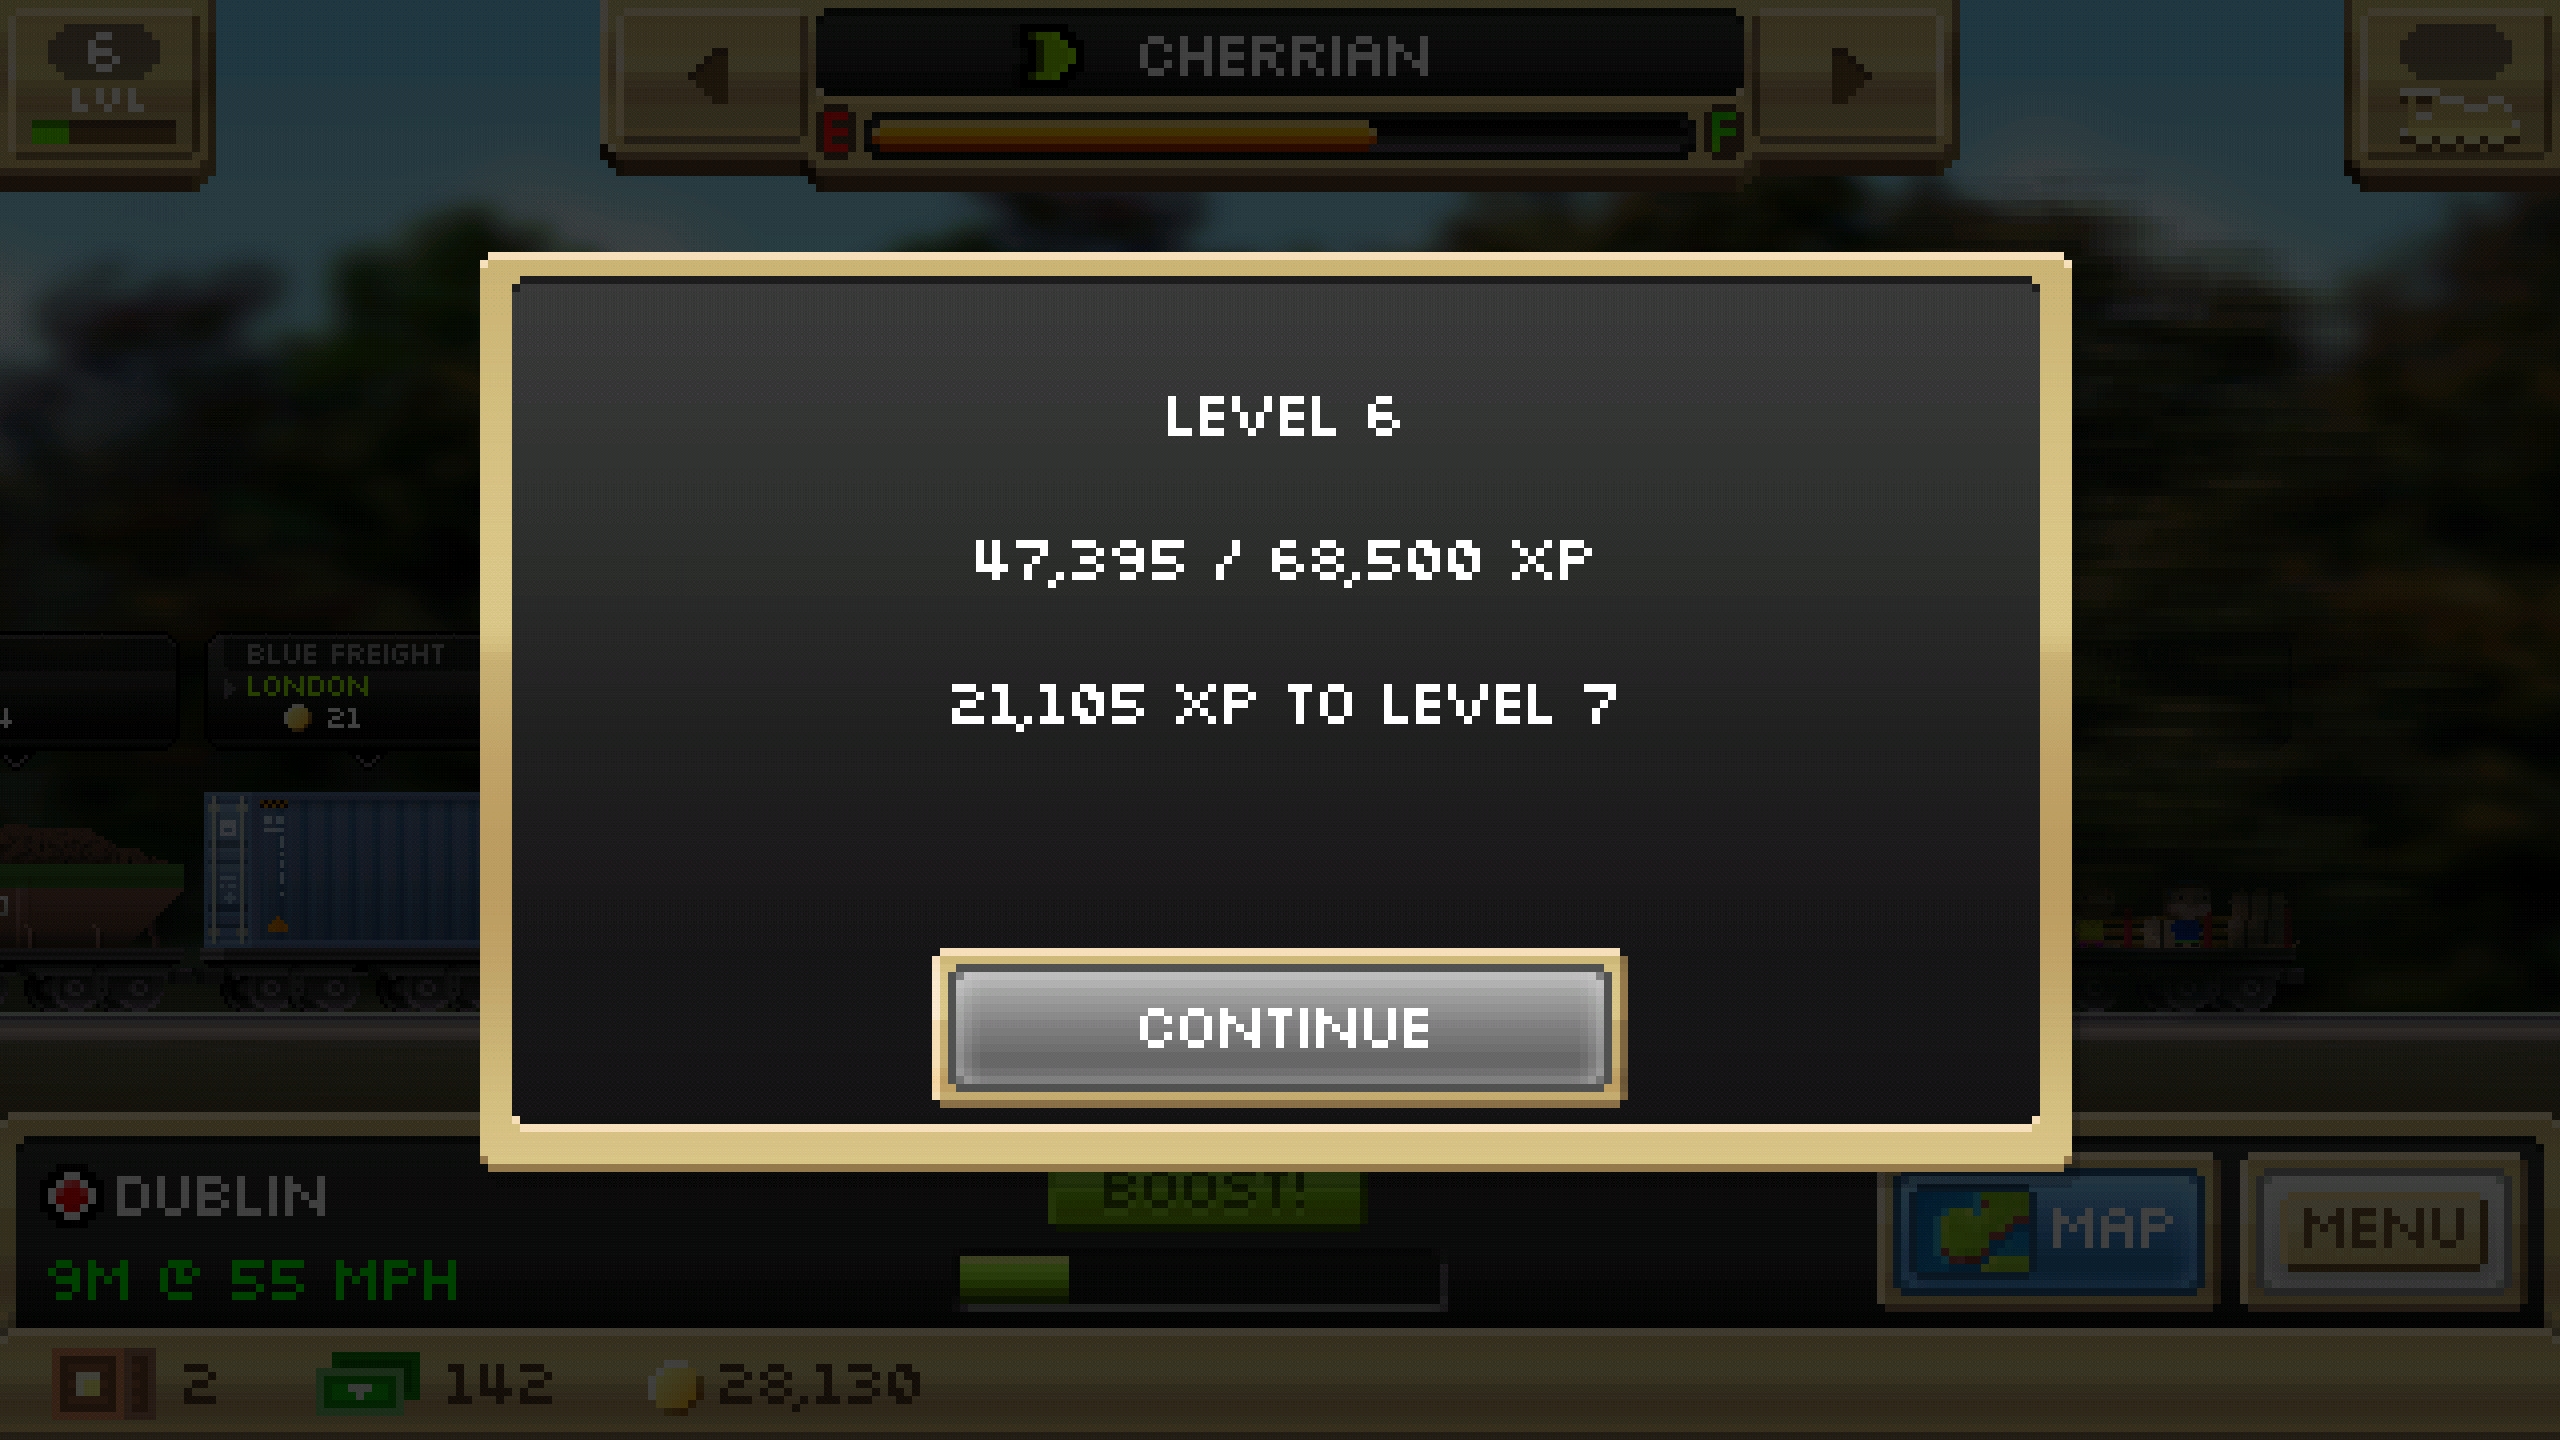 6
LVL
CHERRIAN
E
F
LEVEL 6
47,395 / 68,500 XP
21,105 XP TO LEVEL 7
CONTINUE
4
BLUE FREIGHT
LONDON
21
DUBLIN
9M @ 55 MPH
BOOST!
MAP
MENU
2
142
28,130